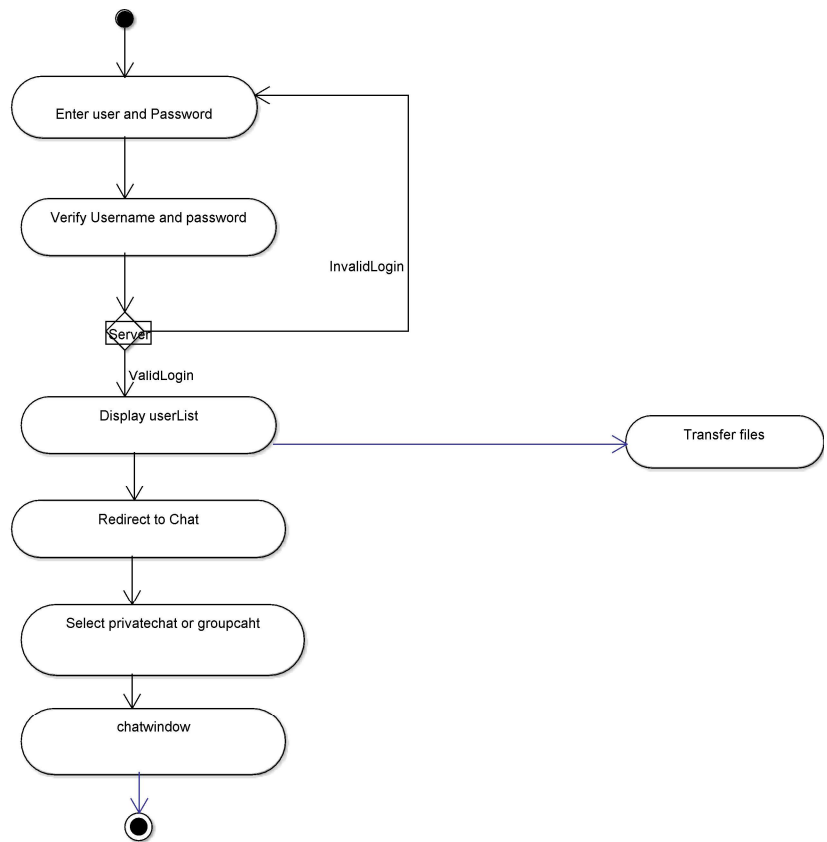 Enter user and Password
Verify Username and password
InvalidLogin
Server
ValidLogin
Display userList
Transfer files
Redirect to Chat
Select privatechat or groupcaht
chatwindow